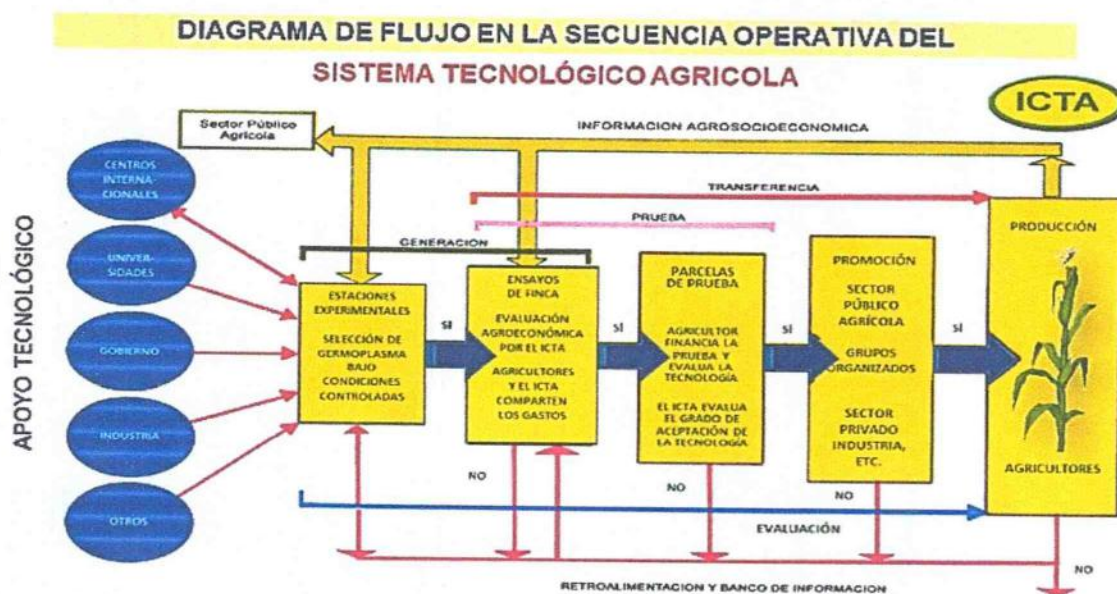 DIAGRAMA DE FLUJO EN LA SECUENCIA OPERATIVA DEL
SISTEMA TECNOLÓGICO AGRICOLA
ICTA
Sector Público
Agrícola
INFORMACION AGROSOCIOECONOMICA
TRANSFERENCIA
PRUEBA
GENERACIÓN
APOYO TECNOLÓGICO
CENTROS
INTERNA-
CIONALES
UNIVER-
SIDADES
GOBIERNO
INDUSTRIA
OTROS
ESTACIONES
EXPERIMENTALES
SELECCIÓN DE
GERMOPLASMA
BAJO
CONDICIONES
CONTROLADAS
SI
ENSAYOS
DE FINCA
EVALUACIÓN
AGROECONÓMICA
POR EL ICTA
AGRICULTORES
Y EL ICTA
COMPARTEN
LOS GASTOS
SÍ
PARCELAS
DE PRUEBA
AGRICULTOR
FINANCIA LA
PRUEBA Y
EVALUA LA
TECNOLOGÍA
EL ICTA EVALUA
EL GRADO DE
ACEPTACIÓN DE
LA TECNOLOGÍA
SÍ
PROMOCIÓN
SECTOR
PÚBLICO
AGRÍCOLA
GRUPOS
ORGANIZADOS
SECTOR
PRIVADO
INDUSTRIA,
ETC.
SÍ
PRODUCCIÓN
AGRICULTORES
NO
NO
NO
NO
EVALUACIÓN
RETROALIMENTACION Y BANCO DE INFORMACION